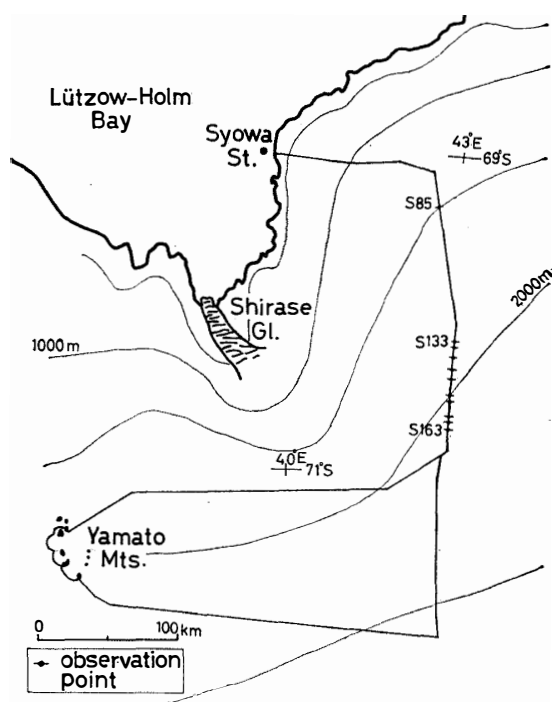 Lützow-Holm
Bay
Syowa
St.
43°E
69°S
S85
2000m
Shirase
Gl.
1000m
S133
S163
40°E
71°S
Yamato
Mts.
0
100km
observation
point